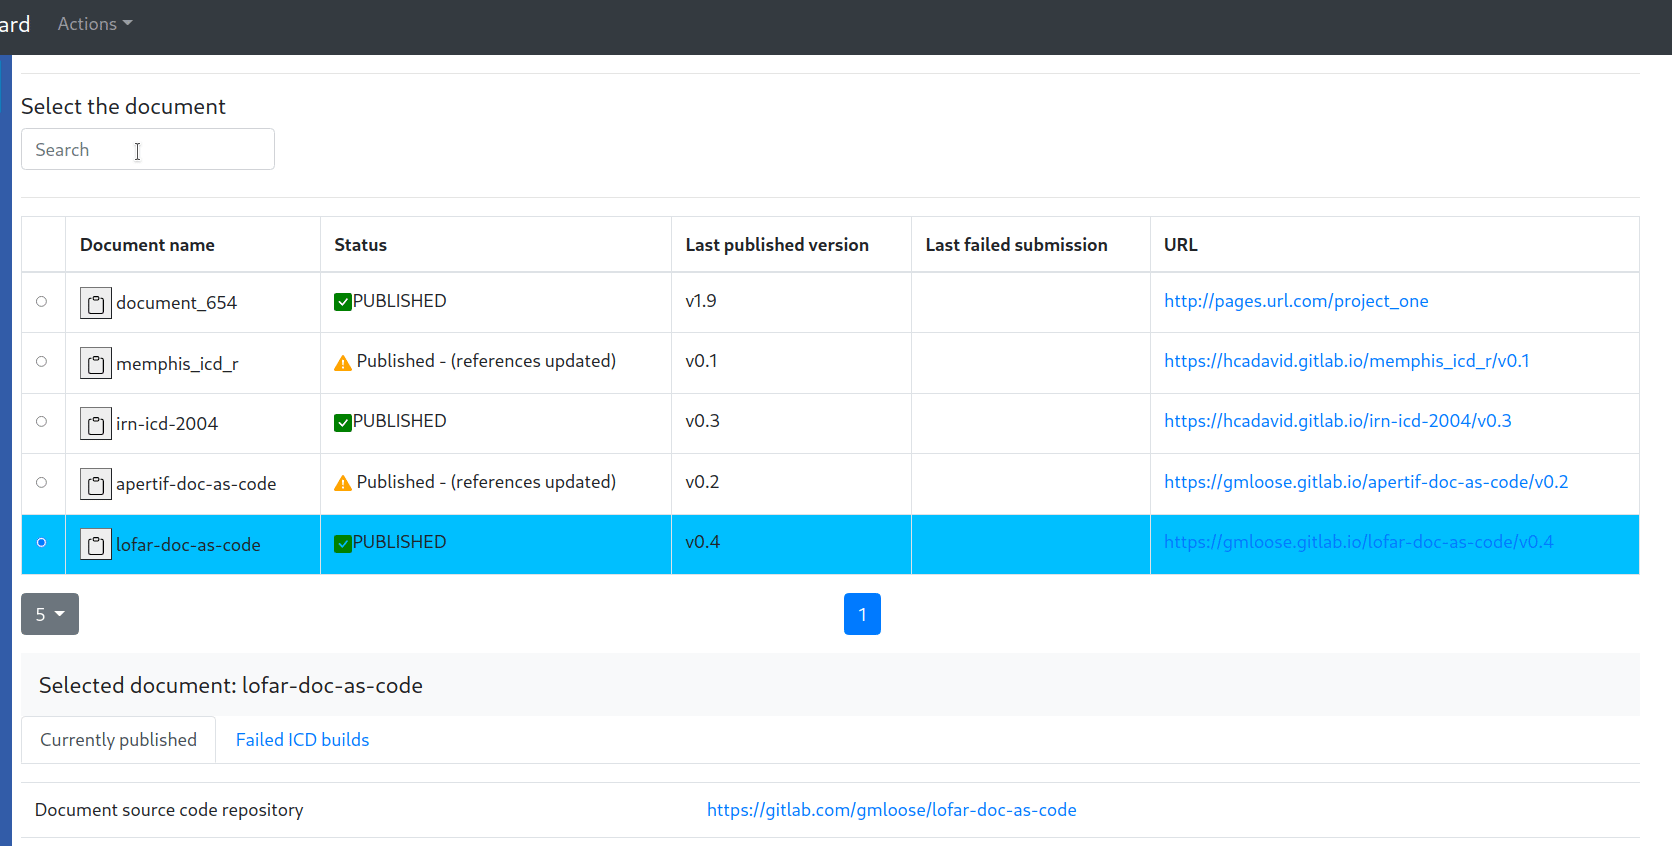 ard Actions
Select the document
Search
Document name Status Last published version Last failed submission URL
document_654 PUBLISHED v1.9 http://pages.url.com/project_one
memphis_icd_r Published - (references updated) v0.1 https://hcadavid.gitlab.io/memphis_icd_r/v0.1
irn-icd-2004 PUBLISHED v0.3 https://hcadavid.gitlab.io/irn-icd-2004/v0.3
apertif-doc-as-code Published - (references updated) v0.2 https://gmloose.gitlab.io/apertif-doc-as-code/v0.2
lofar-doc-as-code PUBLISHED v0.4 https://gmloose.gitlab.io/lofar-doc-as-code/v0.4
5 1
Selected document: lofar-doc-as-code
Currently published Failed ICD builds
Document source code repository https://gitlab.com/gmloose/lofar-doc-as-code